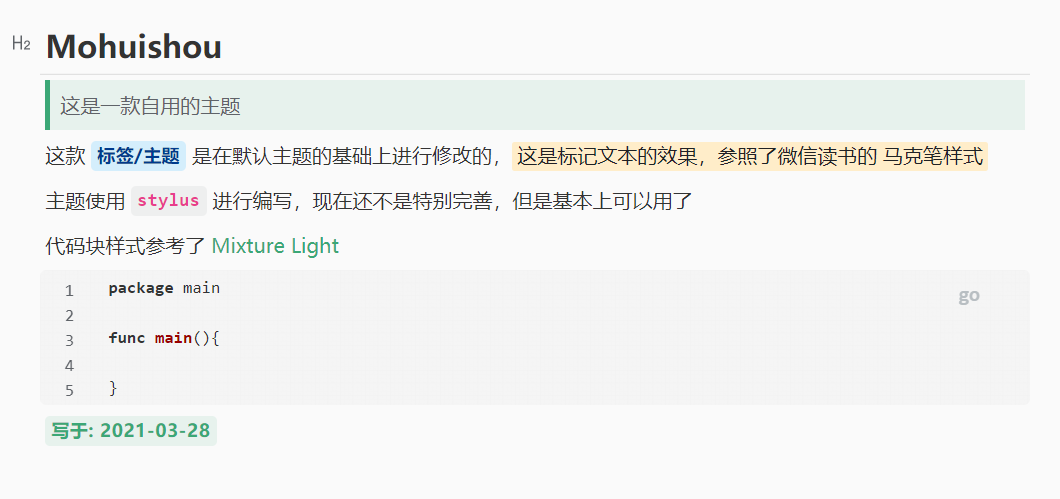 H2 Mohuishou
这是一款自用的主题
这款 标签/主题 是在默认主题的基础上进行修改的，这是标记文本的效果，参照了微信读书的 马克笔样式
主题使用 stylus 进行编写，现在还不是特别完善，但是基本上可以用了
代码块样式参考了 Mixture Light
go
1 package main
2
3 func main(){
4
5 }
写于: 2021-03-28